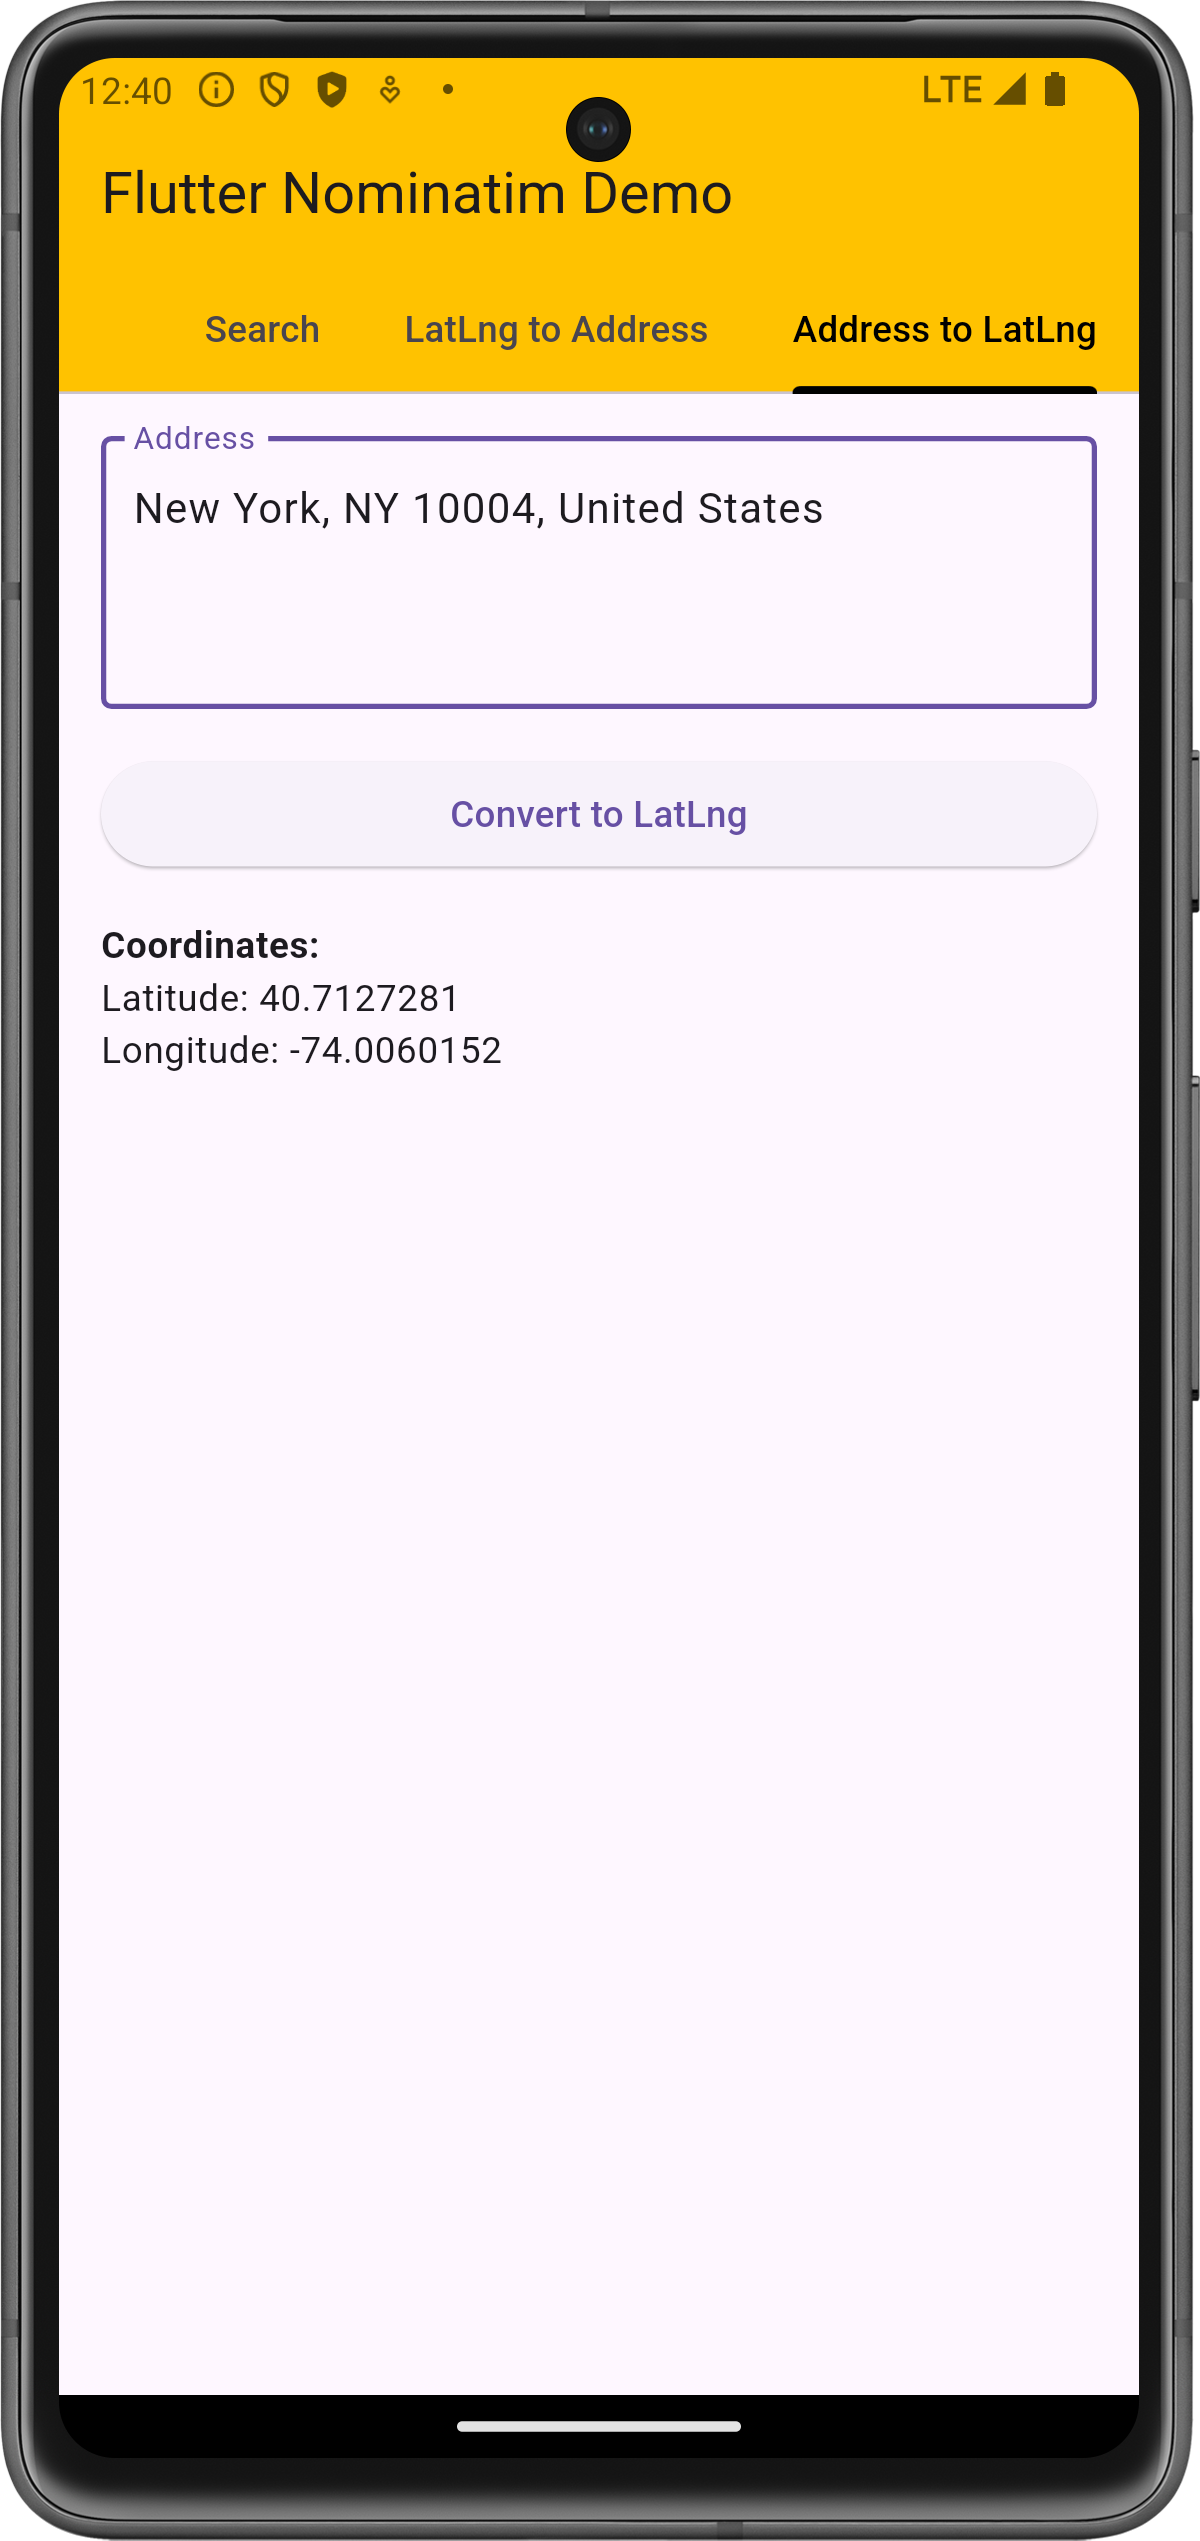 12:40
LTE
Flutter Nominatim Demo
Search LatLng to Address Address to LatLng
Address
New York, NY 10004, United States
Convert to LatLng
Coordinates:
Latitude: 40.7127281
Longitude: -74.0060152